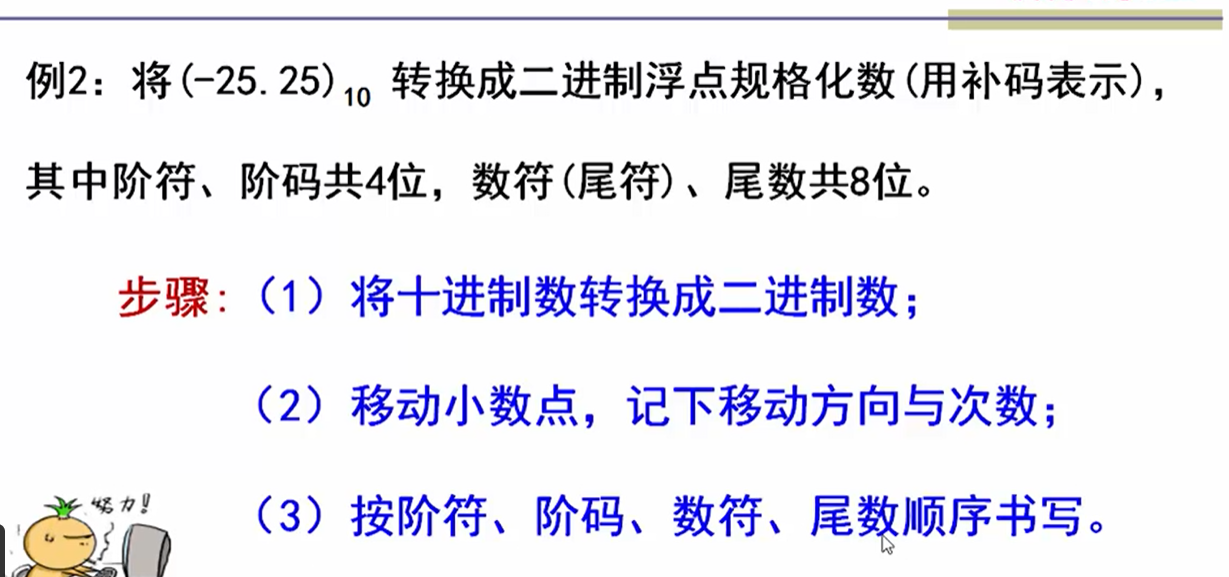 例2：将(-25.25)₁₀ 转换成二进制浮点规格化数(用补码表示)，
其中阶符、阶码共4位，数符(尾符)、尾数共8位。
步骤：（1）将十进制数转换成二进制数；
（2）移动小数点，记下移动方向与次数；
（3）按阶符、阶码、数符、尾数顺序书写。
努力！